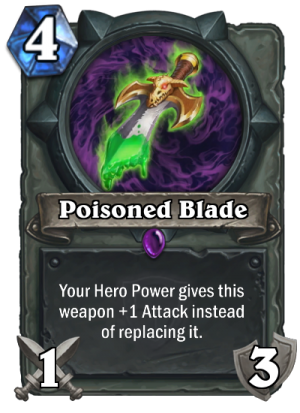 4
Poisoned Blade
Your Hero Power gives this
weapon +1 Attack instead
of replacing it.
1
3